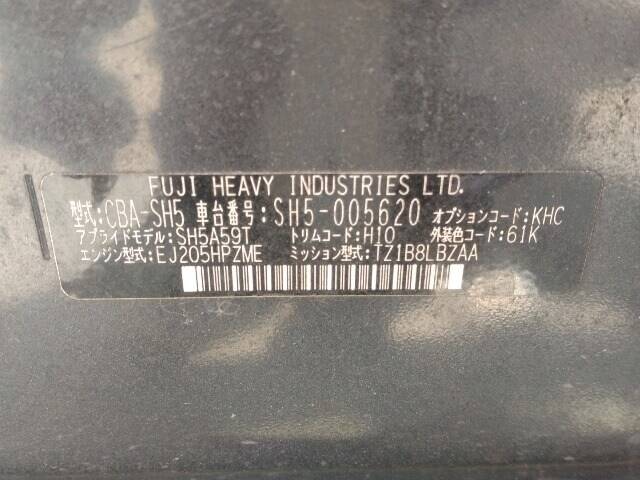 FUJI HEAVY INDUSTRIES LTD.
型式:CBA-SH5 車台番号:SH5-005620 オプションコード:KHC
アプライドモデル:SH5A59T トリムコード:H10 外装色コード:61K
エンジン型式:EJ205HPZME ミッション型式:TZ1B8LBZAA